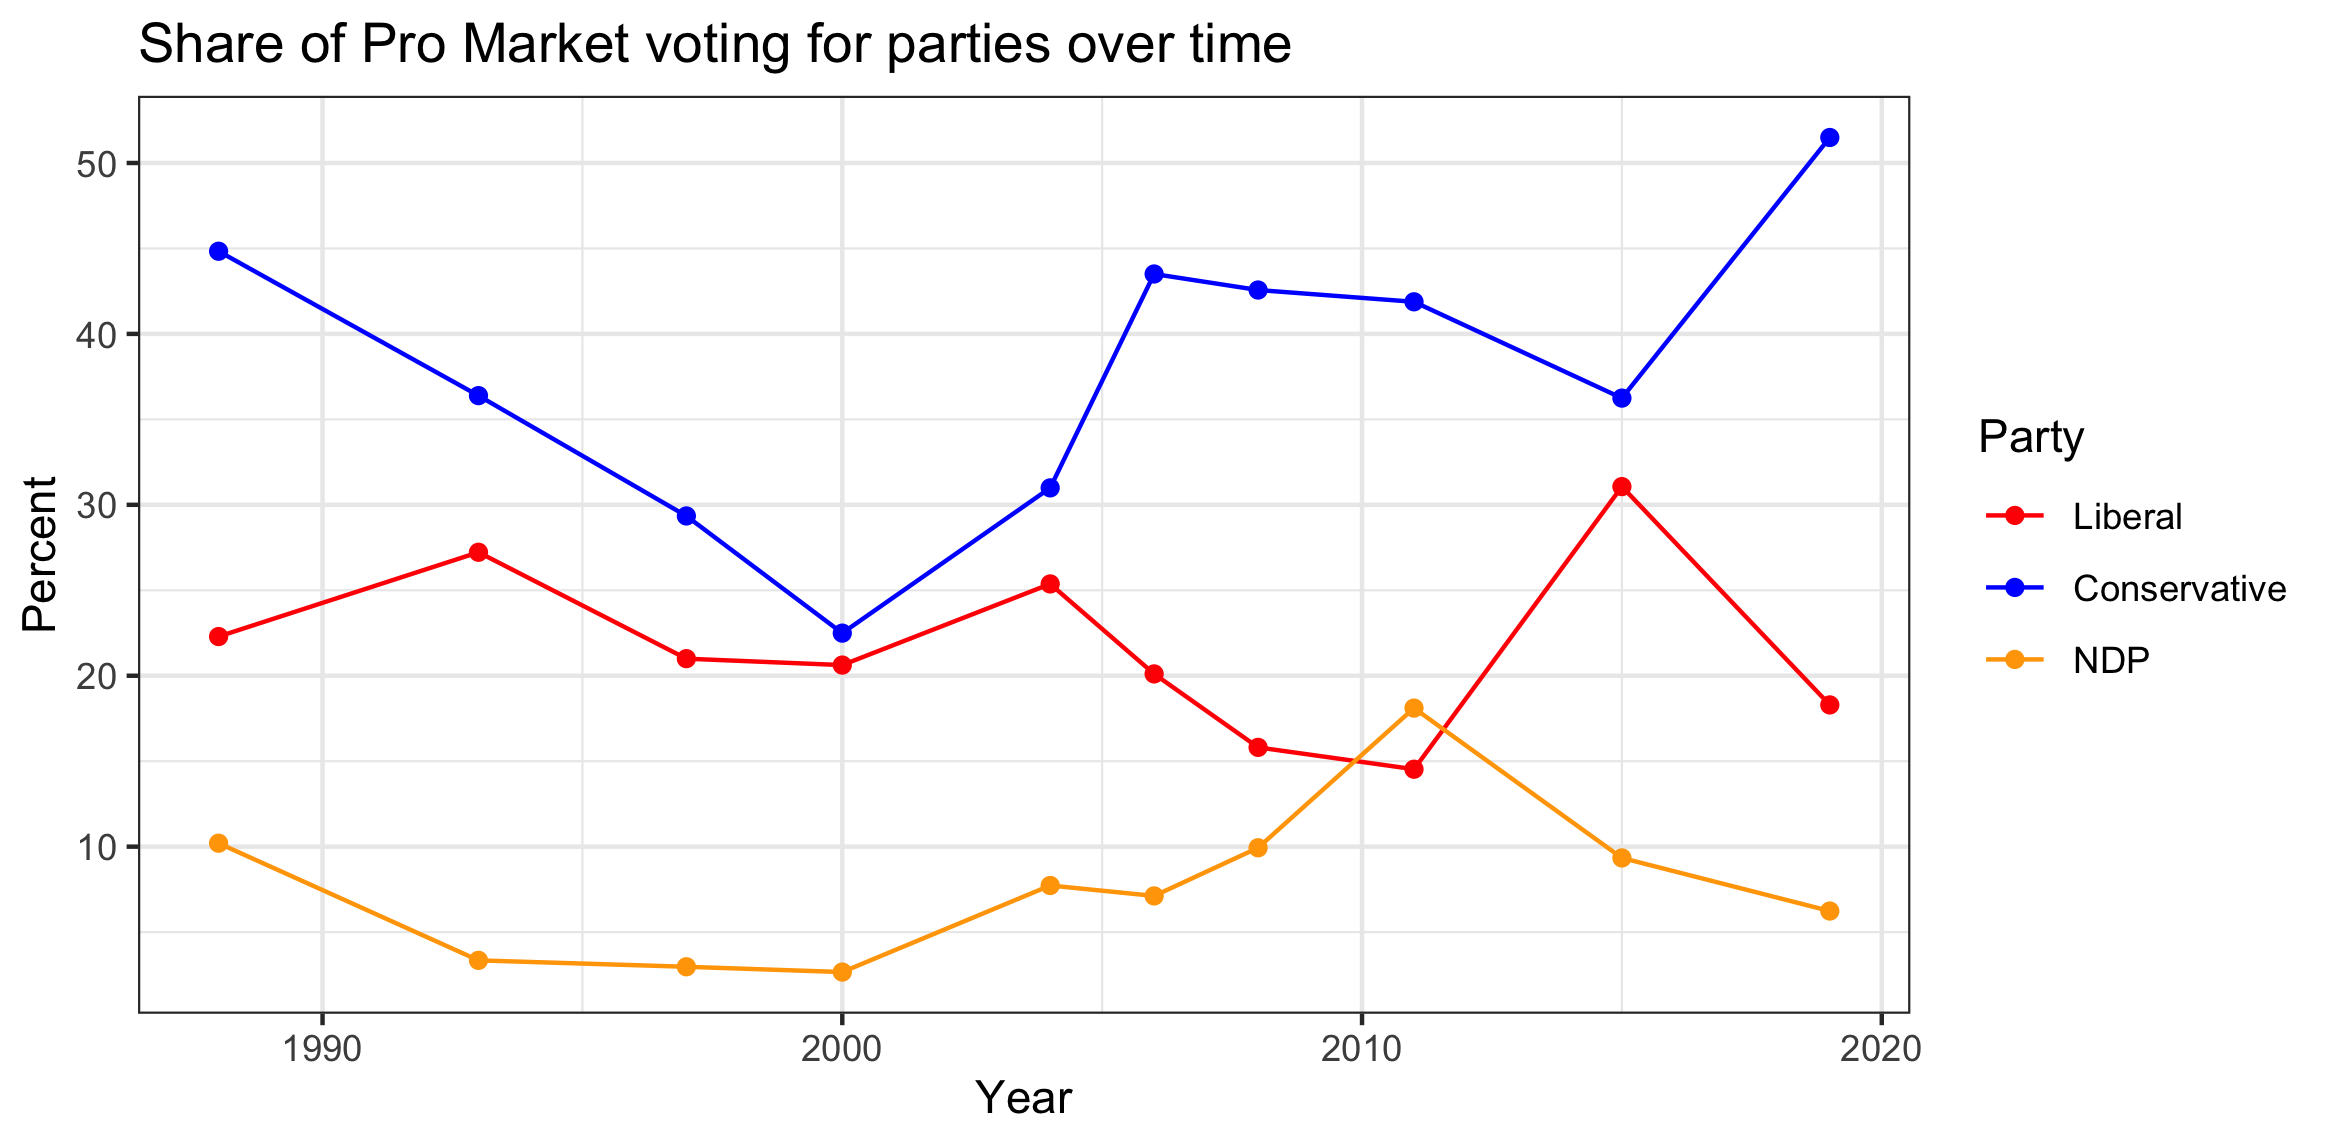 Share of Pro Market voting for parties over time
Percent
50
40
30
20
10
1990 2000 2010 2020
Year
Party
Liberal
Conservative
NDP